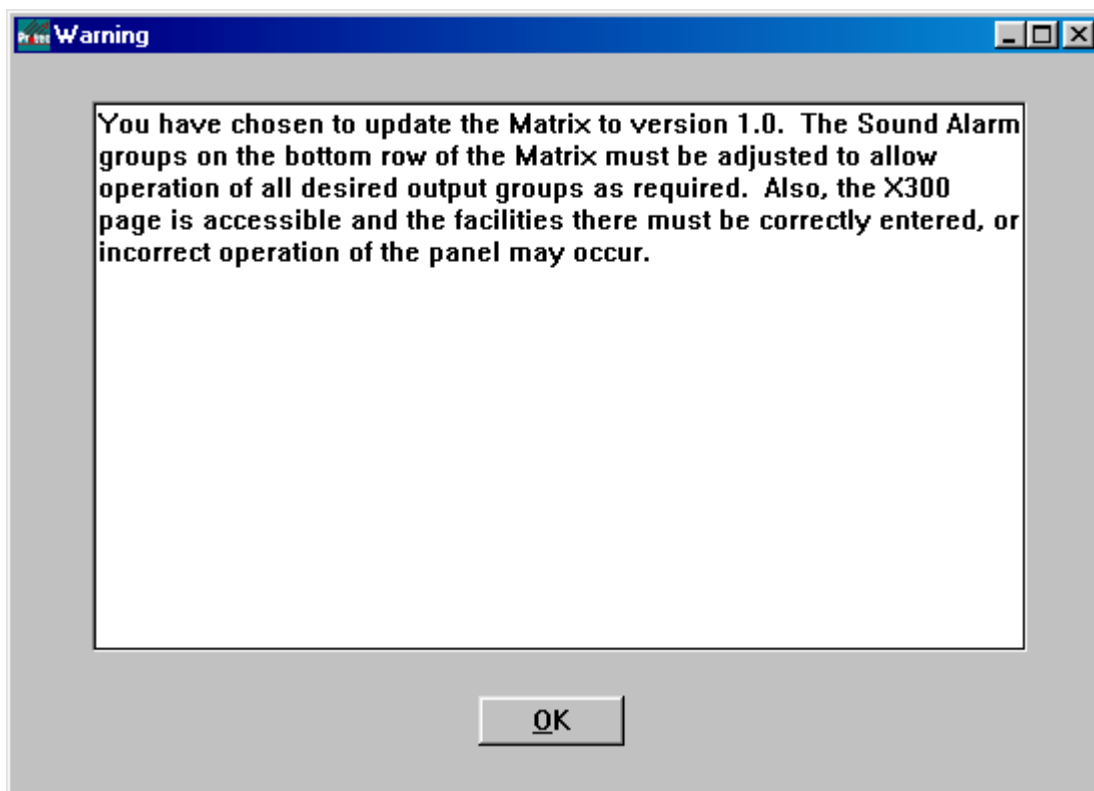 Protec Warning
You have chosen to update the Matrix to version 1.0.  The Sound Alarm
groups on the bottom row of the Matrix must be adjusted to allow
operation of all desired output groups as required.  Also, the X300
page is accessible and the facilities there must be correctly entered, or
incorrect operation of the panel may occur.
OK